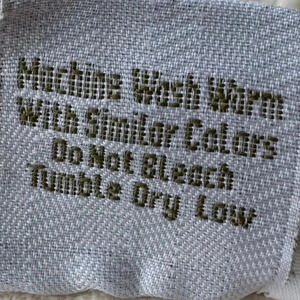 Machine Wash Warm
With Similar Colors
Do Not Bleach
Tumble Dry Low